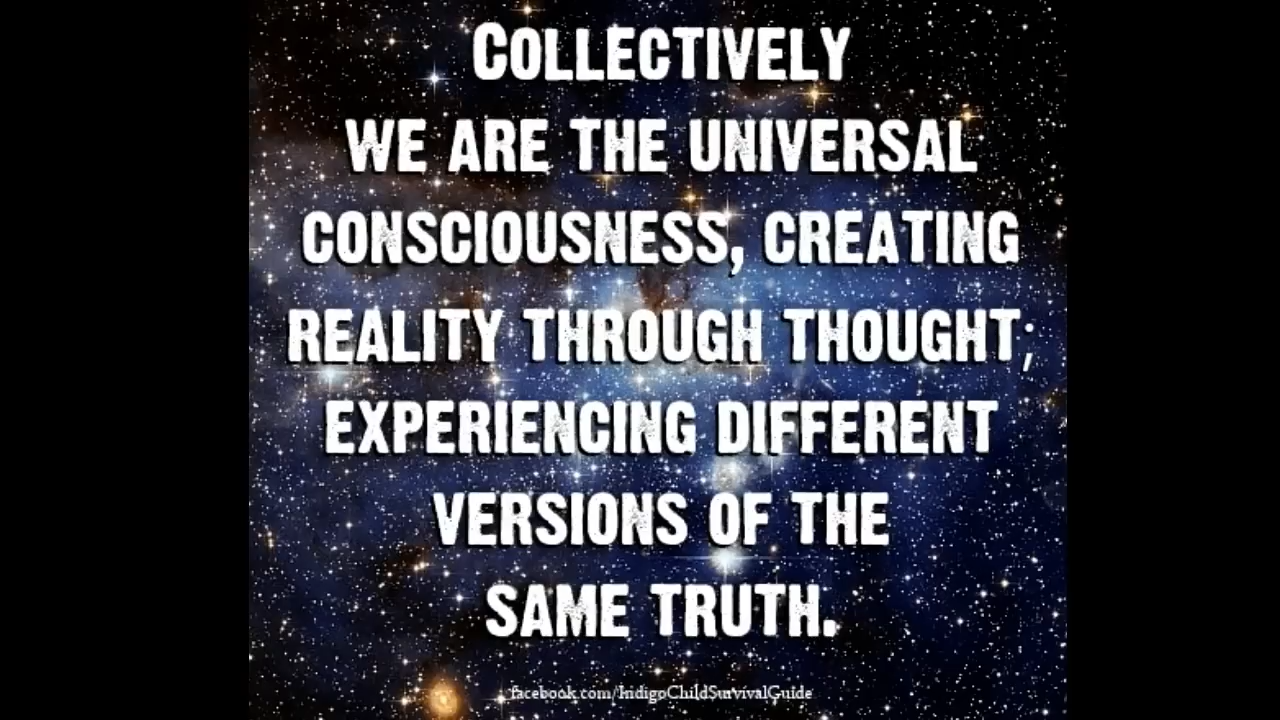 COLLECTIVELY
WE ARE THE UNIVERSAL
CONSCIOUSNESS, CREATING
REALITY THROUGH THOUGHT;
EXPERIENCING DIFFERENT
VERSIONS OF THE
SAME TRUTH.
facebook.com/IndigoChildSurvivalGuide